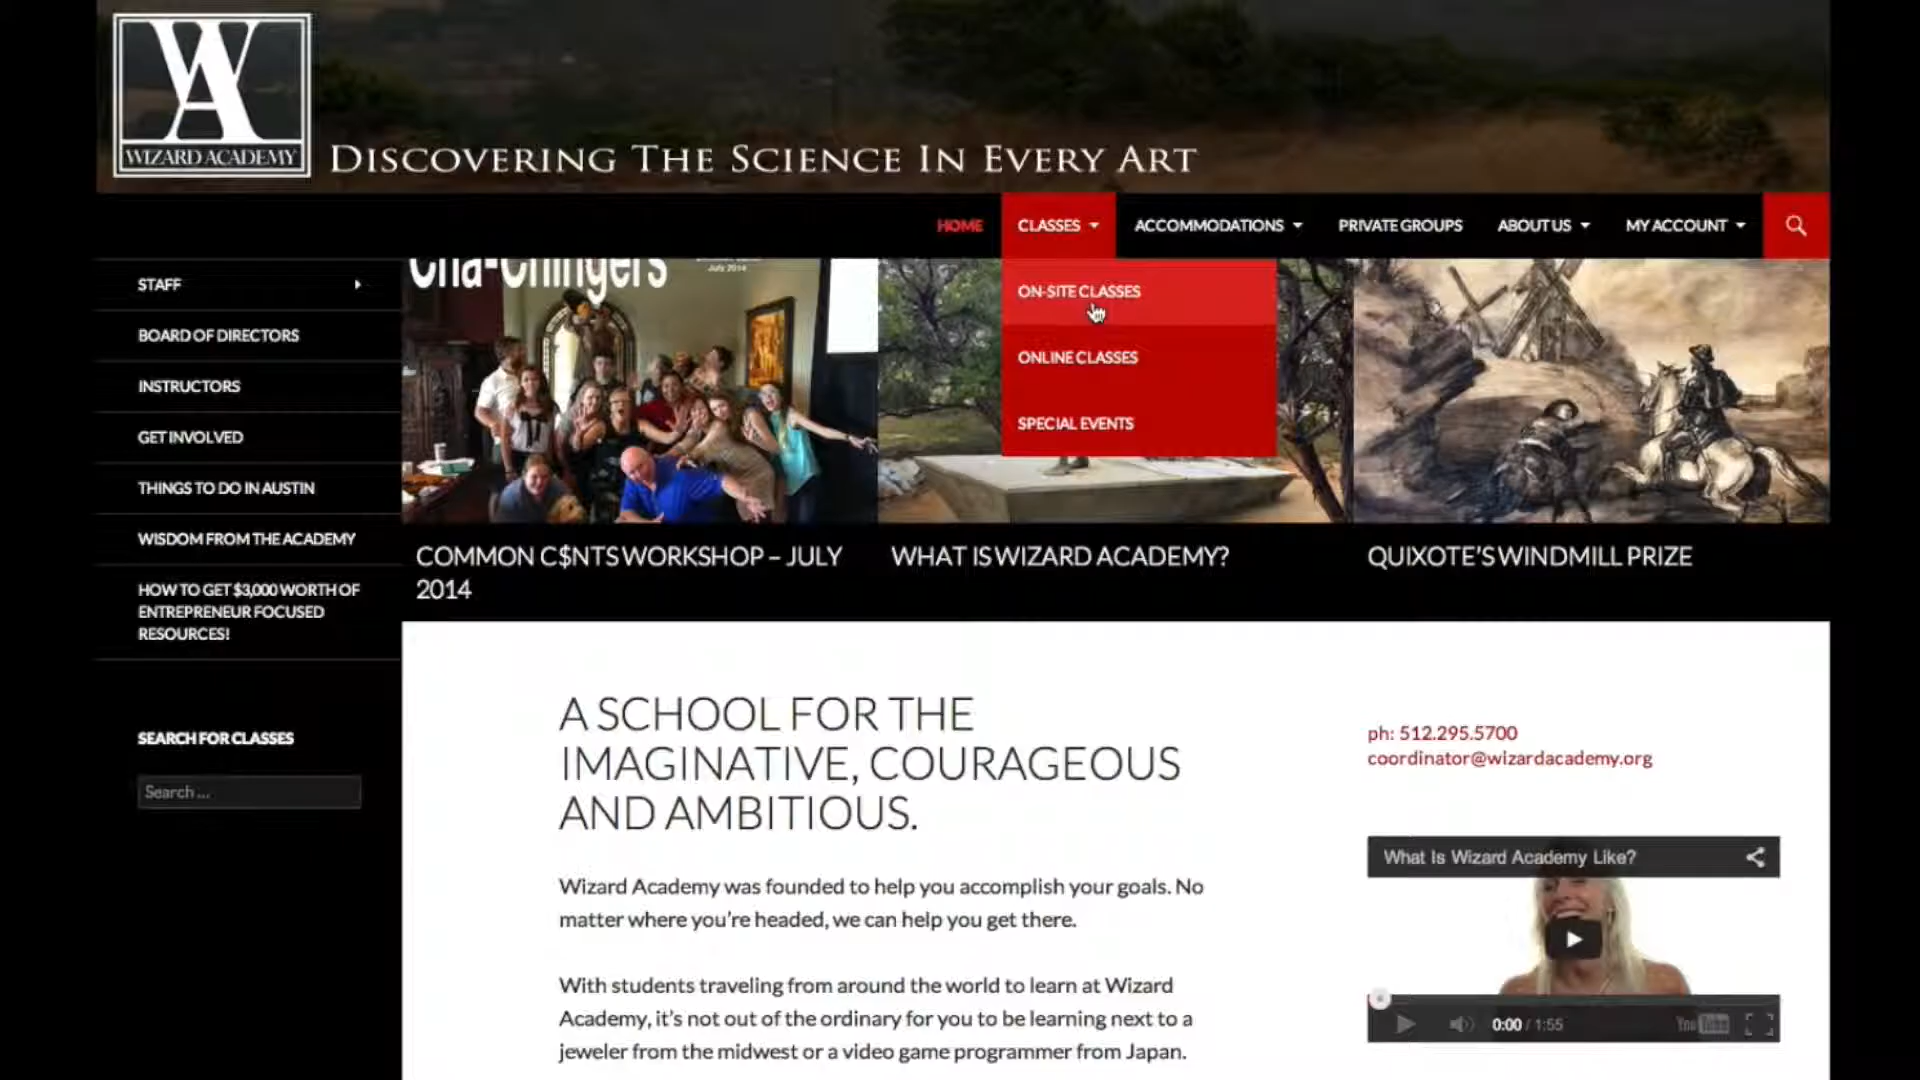 WA
WIZARD ACADEMY
DISCOVERING THE SCIENCE IN EVERY ART
HOME
CLASSES
ACCOMMODATIONS
PRIVATE GROUPS
ABOUT US
MY ACCOUNT
STAFF
BOARD OF DIRECTORS
INSTRUCTORS
GET INVOLVED
THINGS TO DO IN AUSTIN
WISDOM FROM THE ACADEMY
HOW TO GET $3,000 WORTH OF
ENTREPRENEUR FOCUSED
RESOURCES!
SEARCH FOR CLASSES
Search ...
ON-SITE CLASSES
ONLINE CLASSES
SPECIAL EVENTS
Cha-Chingers
July 2014
COMMON C$NTS WORKSHOP – JULY
2014
WHAT IS WIZARD ACADEMY?
QUIXOTE'S WINDMILL PRIZE
A SCHOOL FOR THE
IMAGINATIVE, COURAGEOUS
AND AMBITIOUS.
Wizard Academy was founded to help you accomplish your goals. No
matter where you're headed, we can help you get there.
With students traveling from around the world to learn at Wizard
Academy, it's not out of the ordinary for you to be learning next to a
jeweler from the midwest or a video game programmer from Japan.
ph: 512.295.5700
coordinator@wizardacademy.org
What Is Wizard Academy Like?
0:00 / 1:55
YouTube